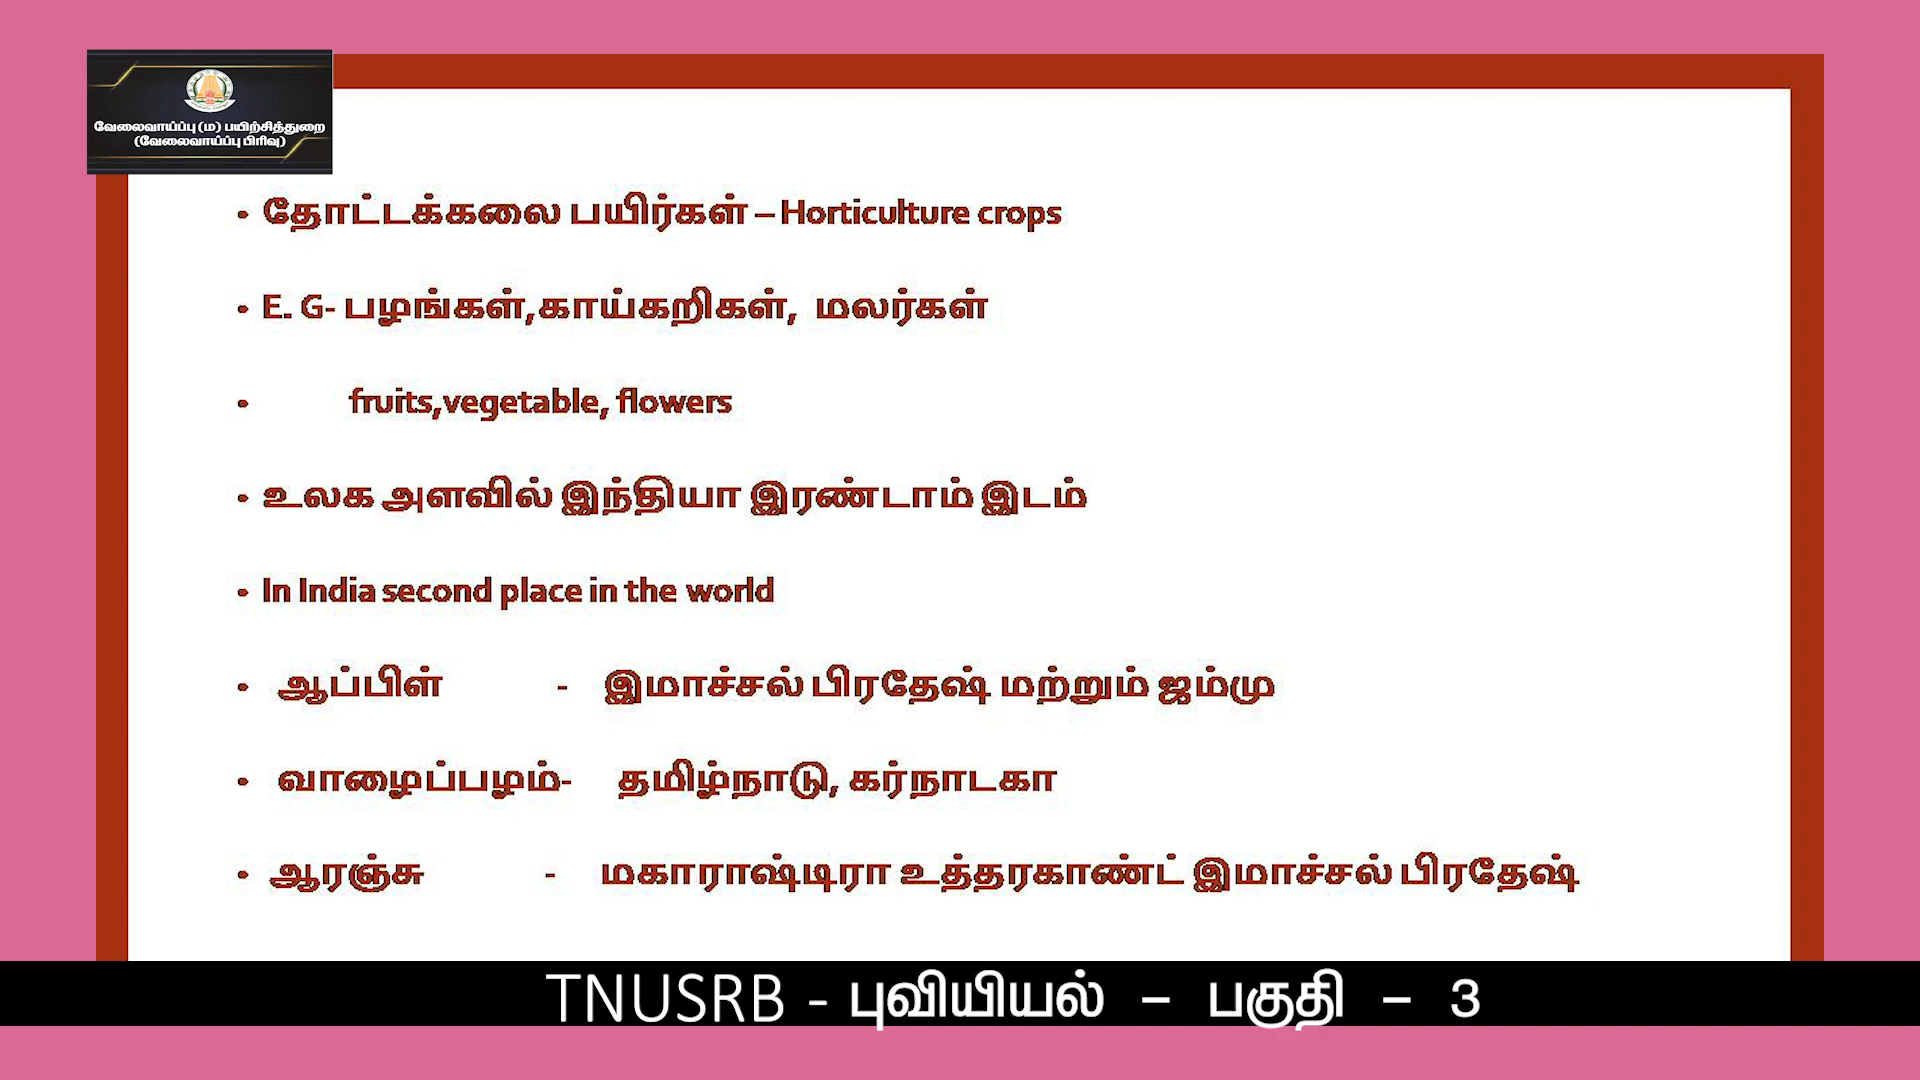 வேலைவாய்ப்பு (ம) பயிற்சித்துறை
(வேலைவாய்ப்பு பிரிவு)
• தோட்டக்கலை பயிர்கள் – Horticulture crops
• E. G- பழங்கள்,காய்கறிகள், மலர்கள்
• fruits,vegetable, flowers
• உலக அளவில் இந்தியா இரண்டாம் இடம்
• In India second place in the world
• ஆப்பிள் - இமாச்சல் பிரதேஷ் மற்றும் ஜம்மு
• வாழைப்பழம்- தமிழ்நாடு, கர்நாடகா
• ஆரஞ்சு - மகாராஷ்டிரா உத்தரகாண்ட் இமாச்சல் பிரதேஷ்
TNUSRB - புவியியல் – பகுதி – 3